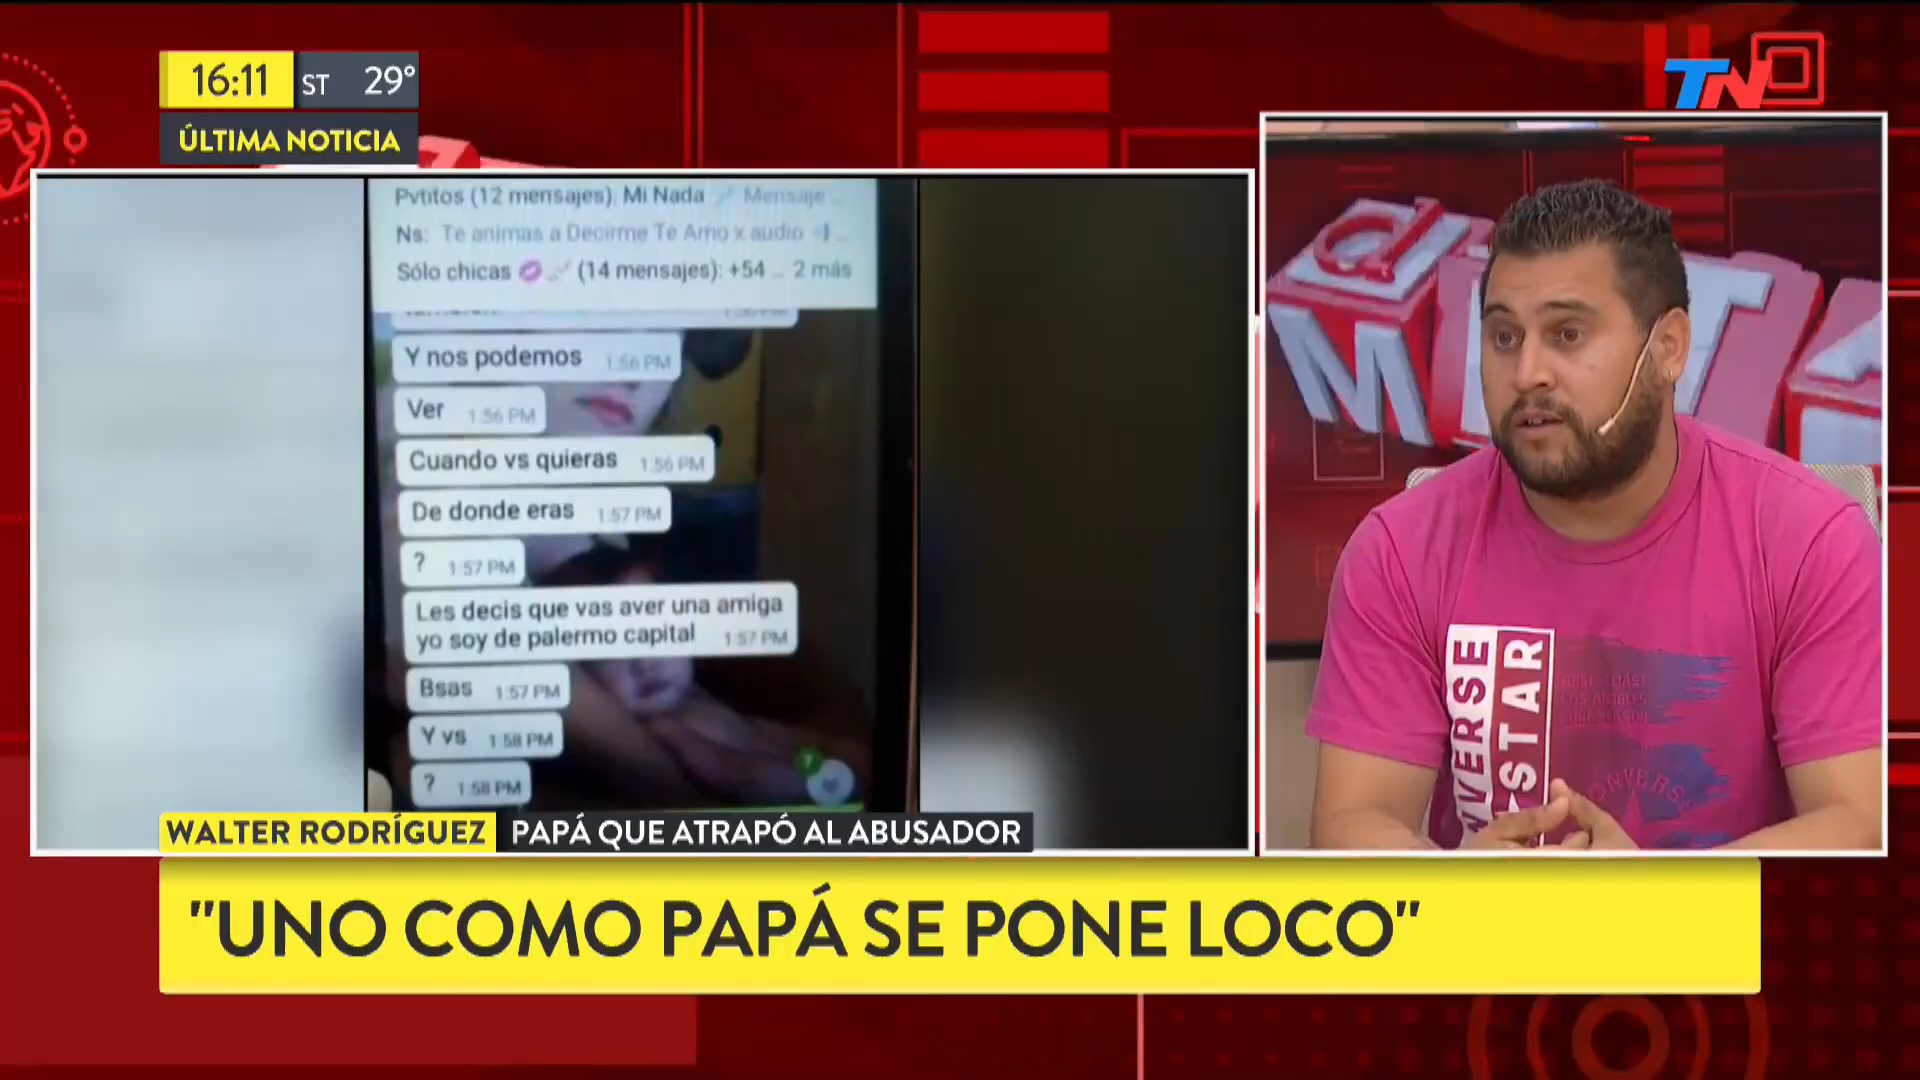 16:11 ST 29°
ÚLTIMA NOTICIA
TN
Pvtitos (12 mensajes): Mi Nada Mensaje ...
Ns: Te animas a Decirme Te Amo x audio
Sólo chicas 💋 (14 mensajes): +54 ... 2 más
Y nos podemos 1:56 PM
Ver 1:56 PM
Cuando vs quieras 1:56 PM
De donde eras 1:57 PM
? 1:57 PM
Les decis que vas aver una amiga
yo soy de palermo capital 1:57 PM
Bsas 1:57 PM
Y vs 1:58 PM
? 1:58 PM
7
STAR
WALTER RODRÍGUEZ PAPÁ QUE ATRAPÓ AL ABUSADOR
"UNO COMO PAPÁ SE PONE LOCO"